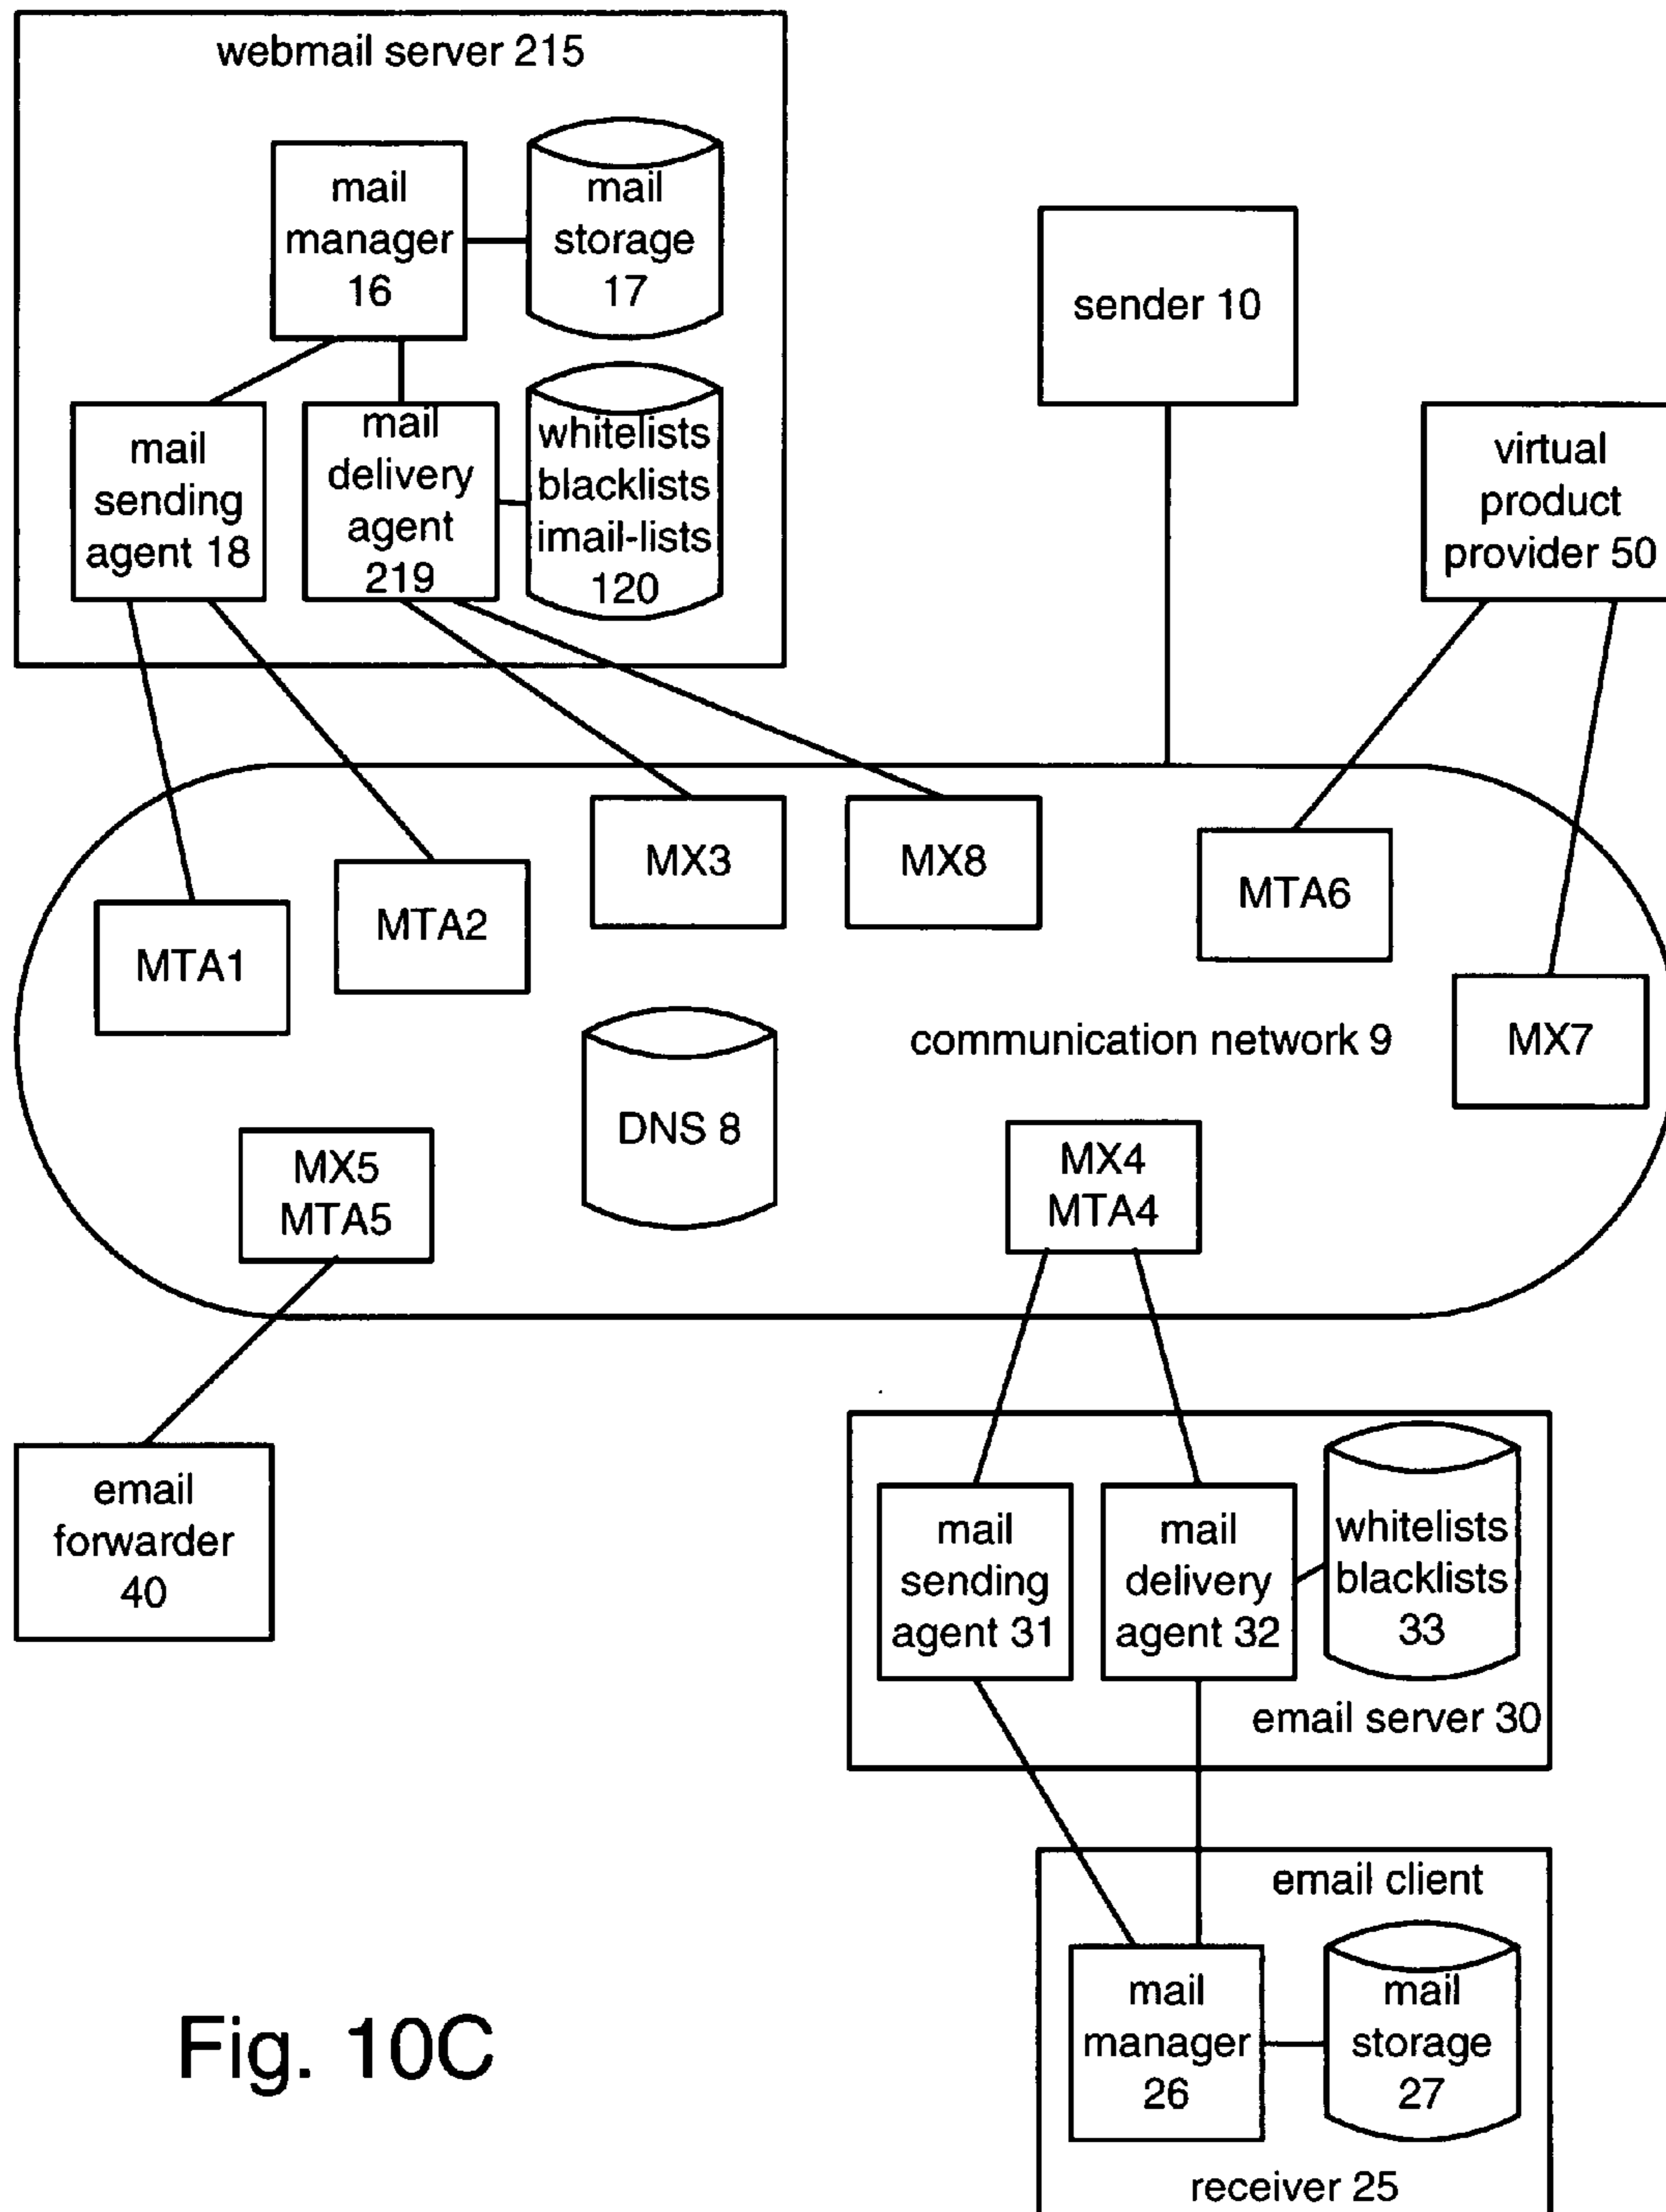 webmail server 215
mail
manager
16
mail
storage
17
sender 10
mail
sending
agent 18
mail
delivery
agent
219
whitelists
blacklists
imail-lists
120
virtual
product
provider 50
MTA1
MTA2
MX3
MX8
MTA6
MX7
communication network 9
DNS 8
MX5
MTA5
MX4
MTA4
email
forwarder
40
mail
sending
agent 31
mail
delivery
agent 32
whitelists
blacklists
33
email server 30
email client
mail
manager
26
mail
storage
27
receiver 25
Fig. 10C